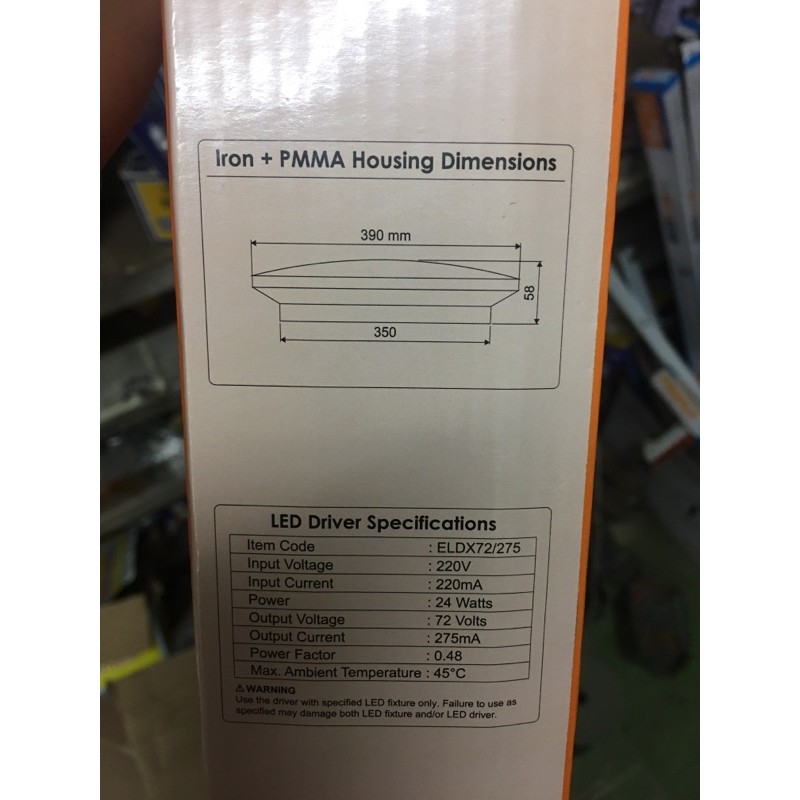 Iron + PMMA Housing Dimensions
390 mm
58
350
LED Driver Specifications
Item Code : ELDX72/275
Input Voltage : 220V
Input Current : 220mA
Power : 24 Watts
Output Voltage : 72 Volts
Output Current : 275mA
Power Factor : 0.48
Max. Ambient Temperature : 45°C
⚠WARNING
Use the driver with specified LED fixture only. Failure to use as
specified may damage both LED fixture and/or LED driver.